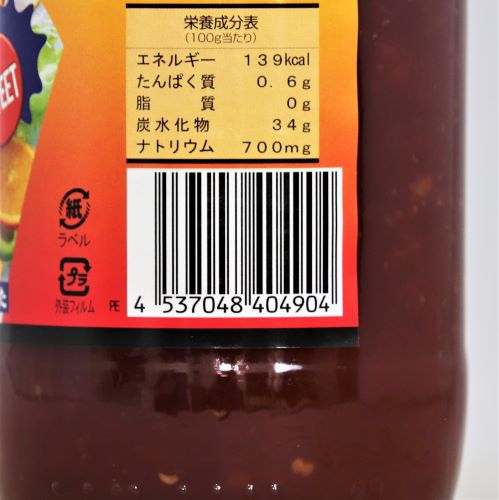 栄養成分表
(100g当たり)
エネルギー 139kcal
たんぱく質 0.6g
脂質 0g
炭水化物 34g
ナトリウム 700mg
EET
紙
ラベル
プラ
外装フィルム PE
4 537048 404904
た